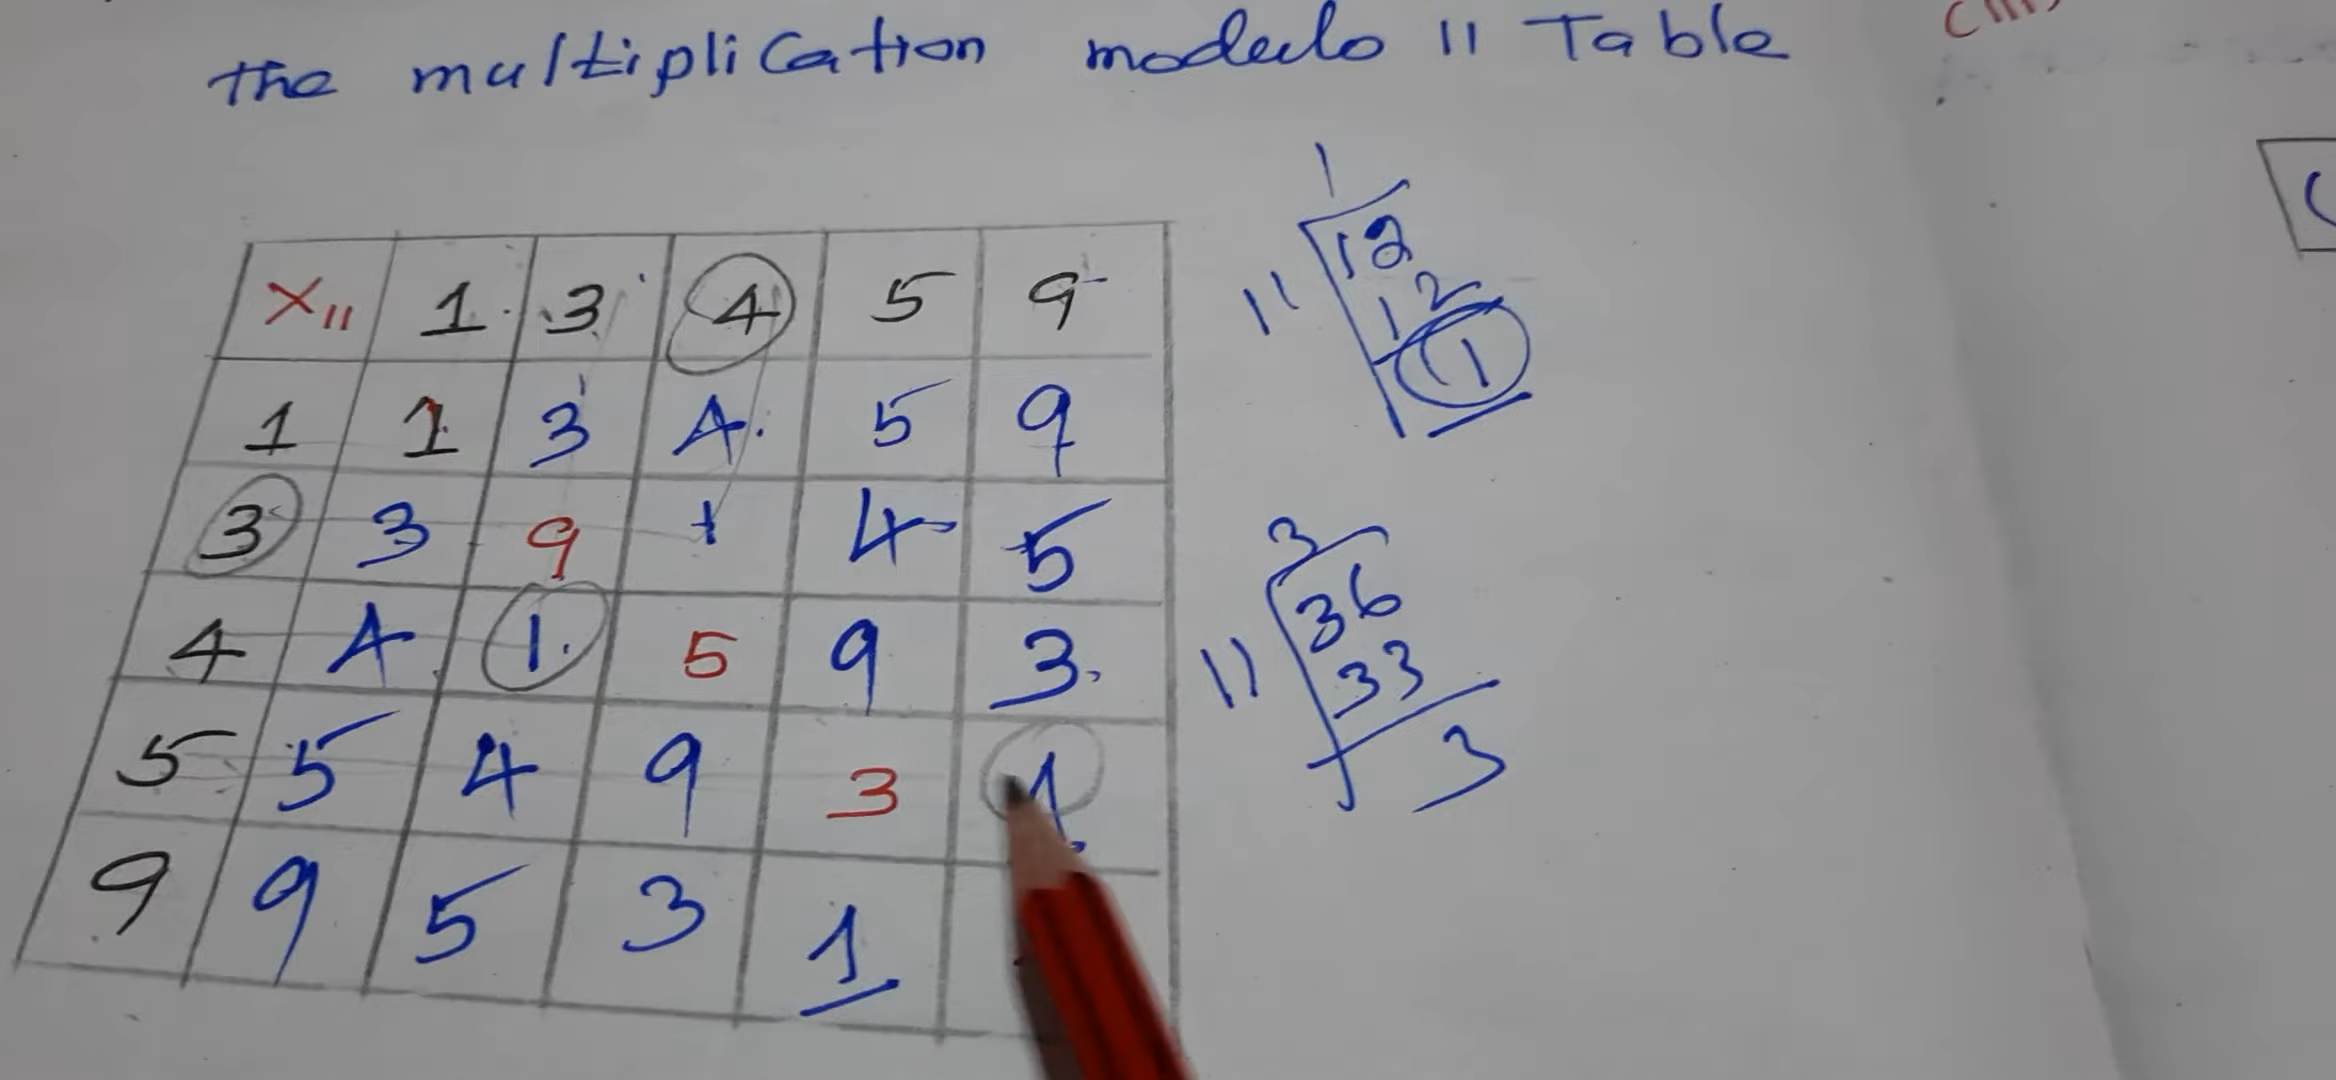 the multiplication modulo 11 Table
X11 1 3 4 5 9
1 1 3 4 5 9
3 3 9 1 4 5
4 4 1 5 9 3
5 5 4 9 3 1
9 9 5 3 1
1
11 12
12
1
3
11 36
33
3